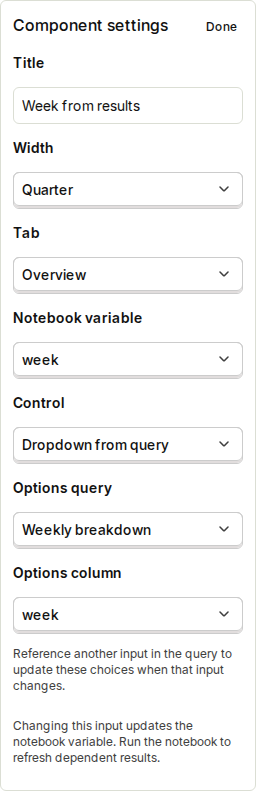 Component settings Done
Title
Week from results
Width
Quarter
Tab
Overview
Notebook variable
week
Control
Dropdown from query
Options query
Weekly breakdown
Options column
week
Reference another input in the query to
update these choices when that input
changes.
Changing this input updates the
notebook variable. Run the notebook to
refresh dependent results.